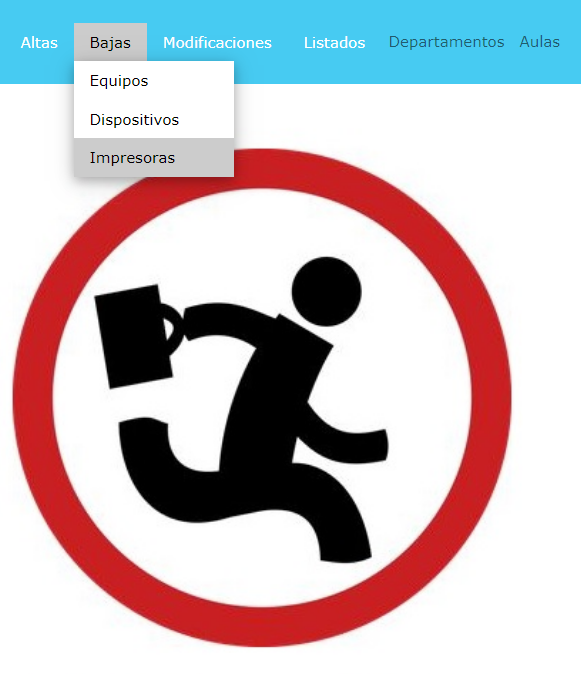 Altas Bajas Modificaciones Listados Departamentos Aulas
Equipos
Dispositivos
Impresoras